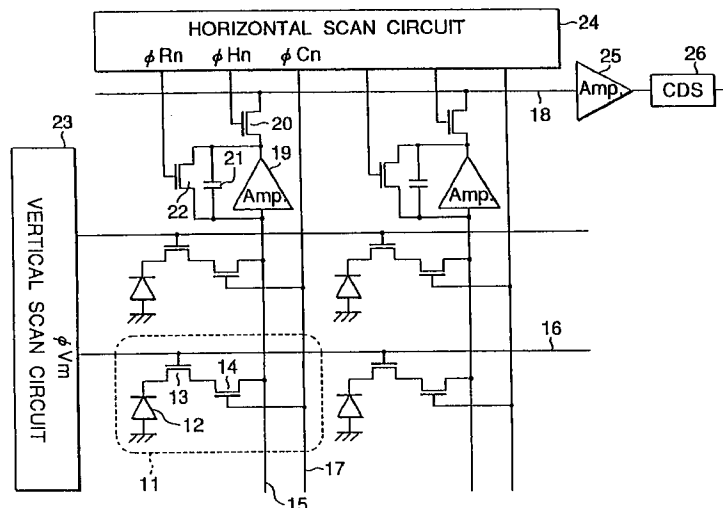 HORIZONTAL SCAN CIRCUIT
24
φRn φHn φCn
25
26
Amp.
CDS
18
23
20
19
21
22
Amp.
Amp.
VERTICAL SCAN CIRCUIT
φVm
16
14
13
12
11
17
15